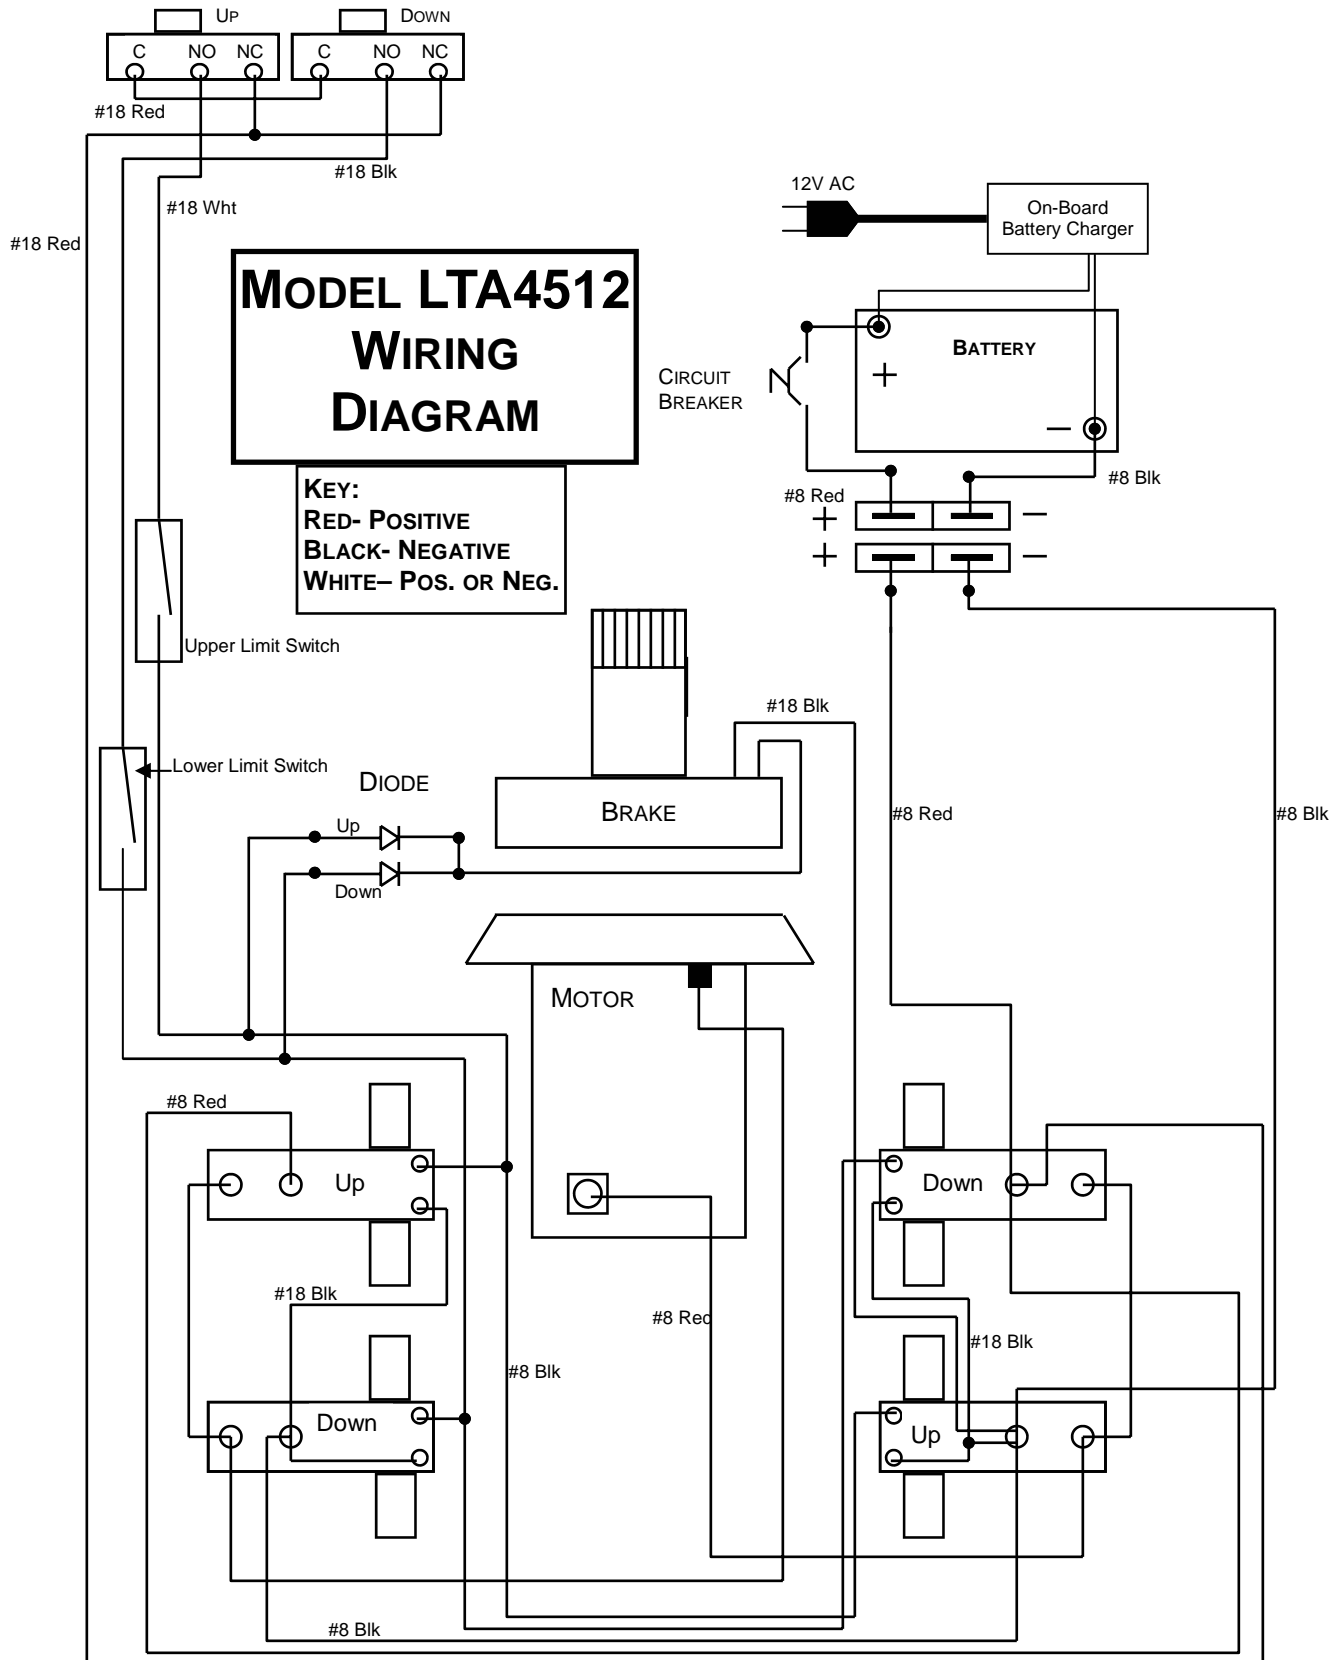 UP
DOWN
C NO NC C NO NC
#18 Red
#18 Blk
#18 Wht
#18 Red
12V AC
On-Board
Battery Charger
MODEL LTA4512
WIRING
DIAGRAM
BATTERY
CIRCUIT
BREAKER
+
—
#8 Blk
#8 Red
+ —
+ —
KEY:
RED- POSITIVE
BLACK- NEGATIVE
WHITE– POS. OR NEG.
Upper Limit Switch
#18 Blk
Lower Limit Switch
DIODE
BRAKE
#8 Red
#8 Blk
Up
Down
MOTOR
#8 Red
Up
Down
#18 Blk
#8 Red
#18 Blk
#8 Blk
Down
Up
#8 Blk